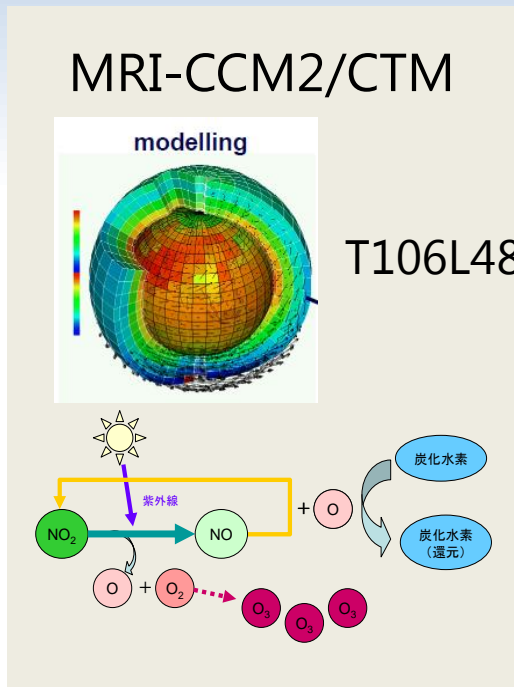 MRI-CCM2/CTM
modelling
T106L48
炭化水素
紫外線
+ O
NO₂
NO
炭化水素
(還元)
O + O₂
O₃
O₃
O₃